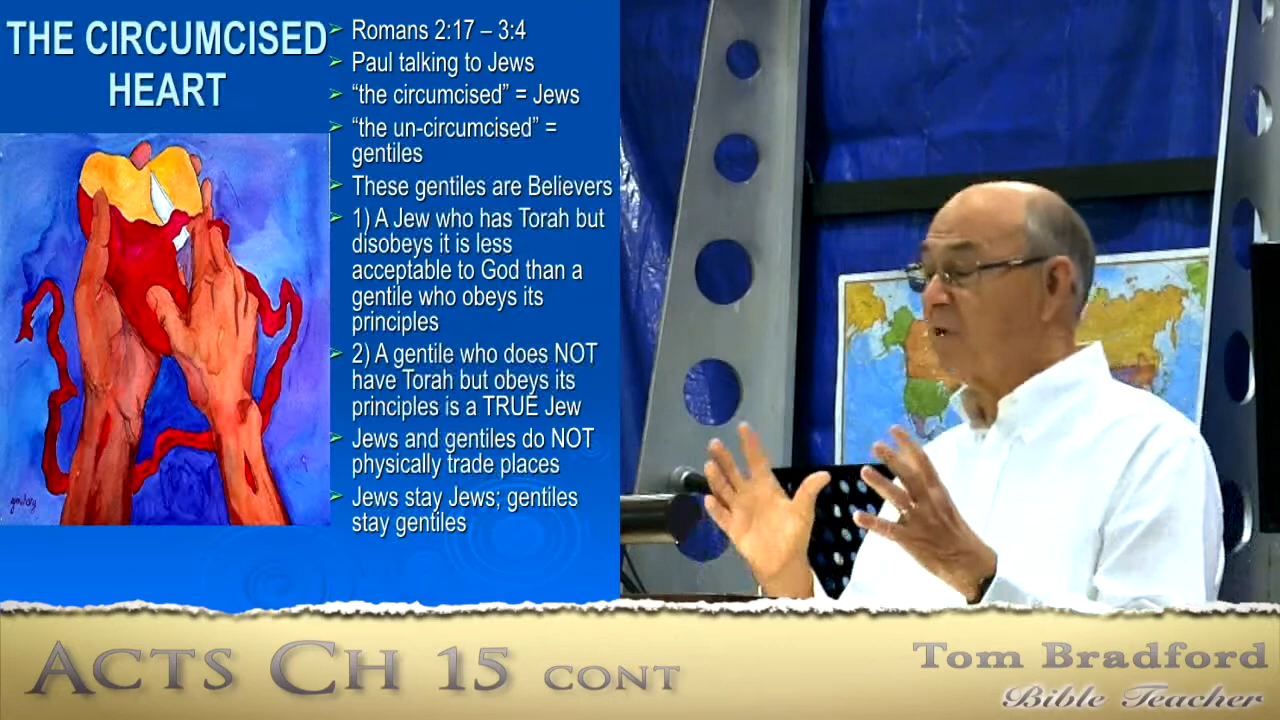 THE CIRCUMCISED
HEART
➢ Romans 2:17 – 3:4
➢ Paul talking to Jews
➢ “the circumcised” = Jews
➢ “the un-circumcised” =
gentiles
➢ These gentiles are Believers
➢ 1) A Jew who has Torah but
disobeys it is less
acceptable to God than a
gentile who obeys its
principles
➢ 2) A gentile who does NOT
have Torah but obeys its
principles is a TRUE Jew
➢ Jews and gentiles do NOT
physically trade places
➢ Jews stay Jews; gentiles
stay gentiles
ACTS CH 15 CONT
Tom Bradford
Bible Teacher